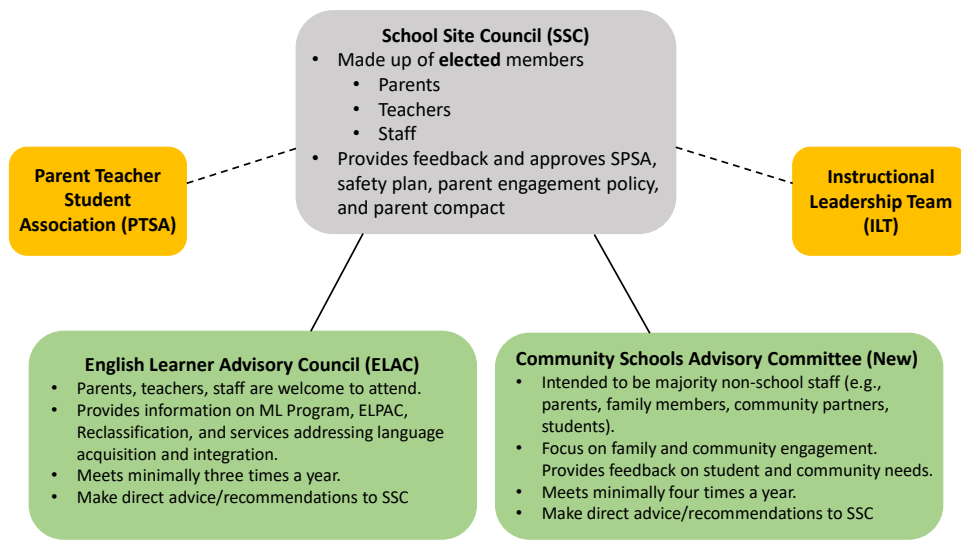 School Site Council (SSC)
• Made up of elected members
• Parents
• Teachers
• Staff
• Provides feedback and approves SPSA,
safety plan, parent engagement policy,
and parent compact
Parent Teacher
Student
Association (PTSA)
Instructional
Leadership Team
(ILT)
English Learner Advisory Council (ELAC)
• Parents, teachers, staff are welcome to attend.
• Provides information on ML Program, ELPAC,
Reclassification, and services addressing language
acquisition and integration.
• Meets minimally three times a year.
• Make direct advice/recommendations to SSC
Community Schools Advisory Committee (New)
• Intended to be majority non-school staff (e.g.,
parents, family members, community partners,
students).
• Focus on family and community engagement.
Provides feedback on student and community needs.
• Meets minimally four times a year.
• Make direct advice/recommendations to SSC